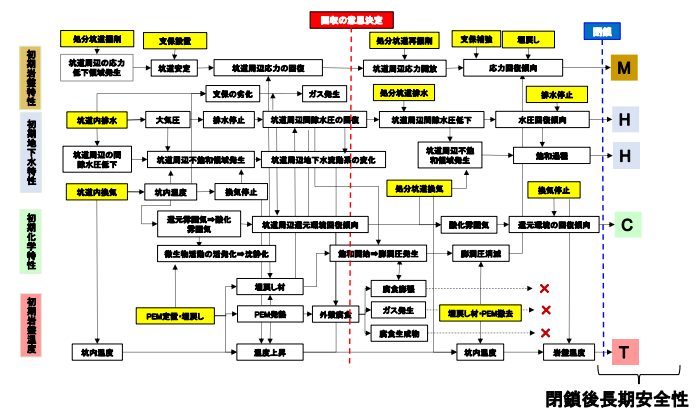 回収の意思決定
閉鎖
処分坑道掘削
支保設置
処分坑道再掘削
支保補強
埋戻し
初期岩盤特性
坑道周辺の応力
低下領域発生
坑道安定
坑道周辺応力の回復
坑道周辺応力開放
応力回復傾向
M
支保の劣化
ガス発生
処分坑道排水
排水停止
初期地下水特性
坑道内排水
大気圧
排水停止
坑道周辺間隙水圧の回復
坑道周辺間隙水圧低下
水圧回復傾向
H
坑道周辺の間
隙水圧低下
坑道周辺不飽和領域発生
坑道周辺地下水流動系の変化
坑道周辺不飽
和領域発生
飽和過程
H
坑道内換気
坑内温度
換気停止
処分坑道換気
換気停止
初期化学特性
還元雰囲気⇒酸化
雰囲気
坑道周辺還元環境回復傾向
酸化雰囲気
還元環境の回復傾向
C
微生物活動の活発化⇒沈静化
飽和開始⇒膨潤圧発生
膨潤圧消滅
埋戻し材
腐食膨張
初期岩盤温度
PEM定置・埋戻し
PEM発熱
外殻腐食
ガス発生
埋戻し材・PEM撤去
腐食生成物
坑内温度
温度上昇
坑内温度
岩盤温度
T
閉鎖後長期安全性